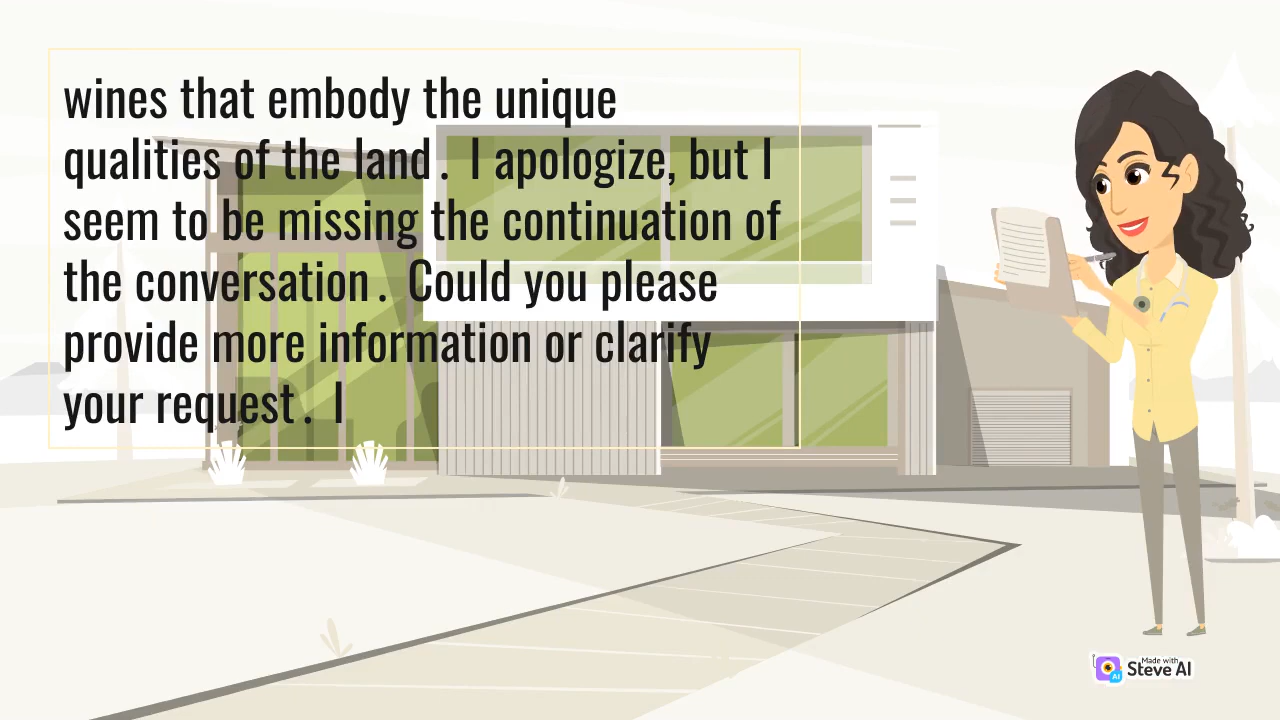 wines that embody the unique
qualities of the land. I apologize, but I
seem to be missing the continuation of
the conversation. Could you please
provide more information or clarify
your request. I
Made with
Steve AI
AI